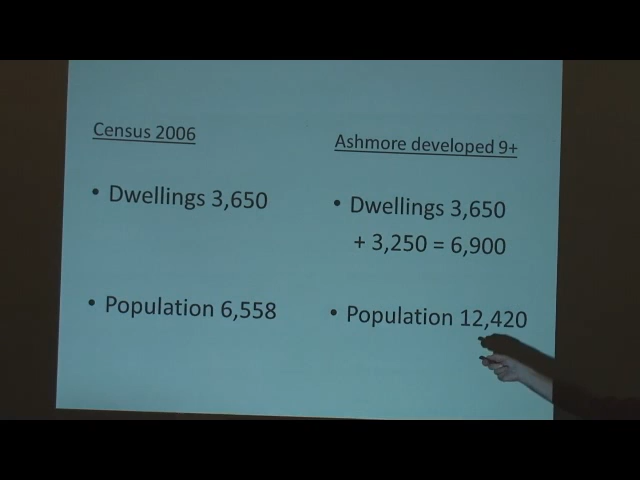 Census 2006
• Dwellings 3,650
• Population 6,558
Ashmore developed 9+
• Dwellings 3,650
+ 3,250 = 6,900
• Population 12,420